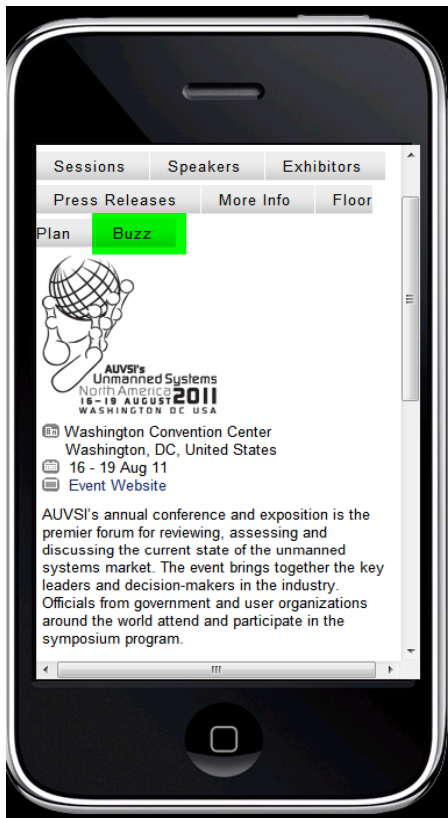 Sessions Speakers Exhibitors
Press Releases More Info Floor
Plan Buzz
AUVSI's
Unmanned Systems
North America 2011
16-19 AUGUST
WASHINGTON DC USA
Washington Convention Center
Washington, DC, United States
16 - 19 Aug 11
Event Website
AUVSI's annual conference and exposition is the
premier forum for reviewing, assessing and
discussing the current state of the unmanned
systems market. The event brings together the key
leaders and decision-makers in the industry.
Officials from government and user organizations
around the world attend and participate in the
symposium program.